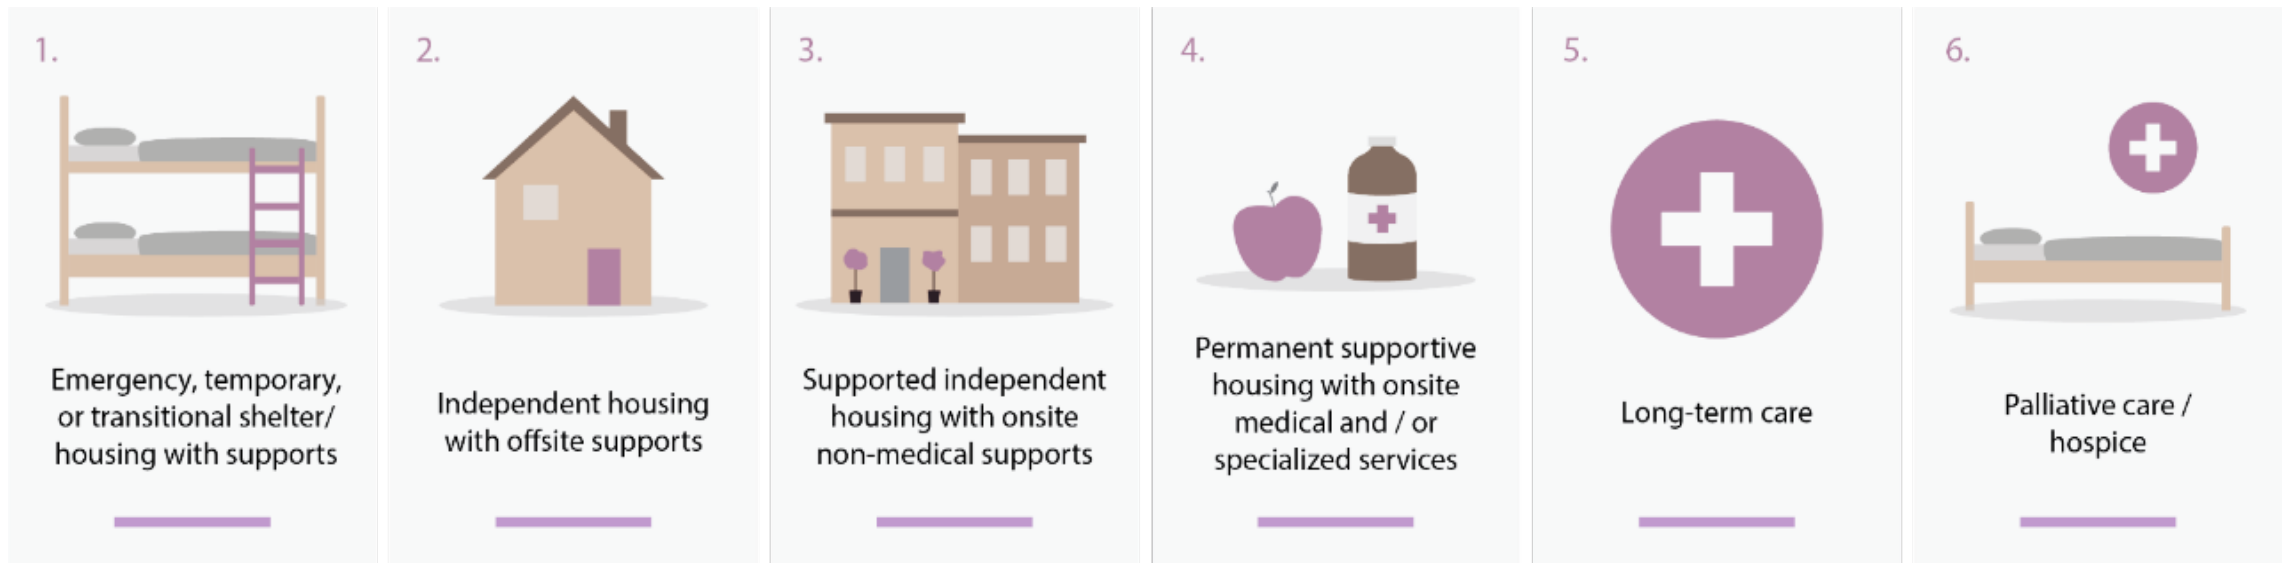 1.
Emergency, temporary,
or transitional shelter/
housing with supports
2.
Independent housing
with offsite supports
3.
Supported independent
housing with onsite
non-medical supports
4.
Permanent supportive
housing with onsite
medical and / or
specialized services
5.
Long-term care
6.
Palliative care /
hospice